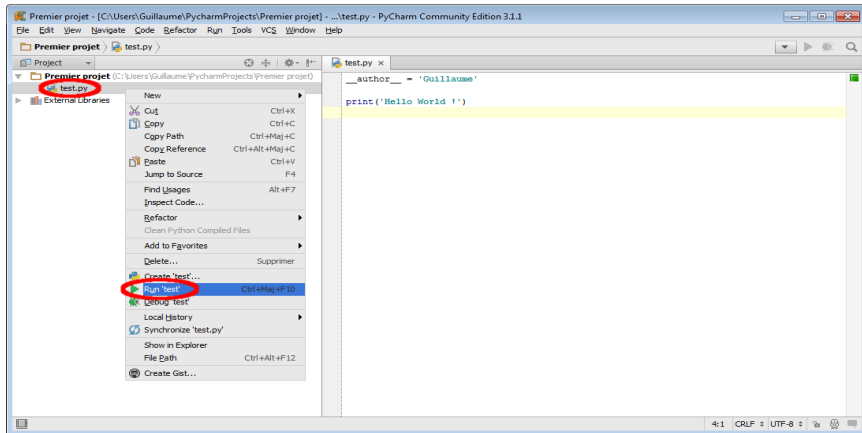 Premier projet - [C:\Users\Guillaume\PycharmProjects\Premier projet] - ...\test.py - PyCharm Community Edition 3.1.1
File Edit View Navigate Code Refactor Run Tools VCS Window Help
Premier projet test.py
Project
test.py
Premier projet (C:\Users\Guillaume\PycharmProjects\Premier projet)
test.py
External Libraries
__author__ = 'Guillaume'
print('Hello World !')
New
Cut Ctrl+X
Copy Ctrl+C
Copy Path Ctrl+Maj+C
Copy Reference Ctrl+Alt+Maj+C
Paste Ctrl+V
Jump to Source F4
Find Usages Alt+F7
Inspect Code...
Refactor
Clean Python Compiled Files
Add to Favorites
Delete... Supprimer
Create 'test'...
Run 'test' Ctrl+Maj+F10
Debug 'test'
Local History
Synchronize 'test.py'
Show in Explorer
File Path Ctrl+Alt+F12
Create Gist...
4:1 CRLF UTF-8